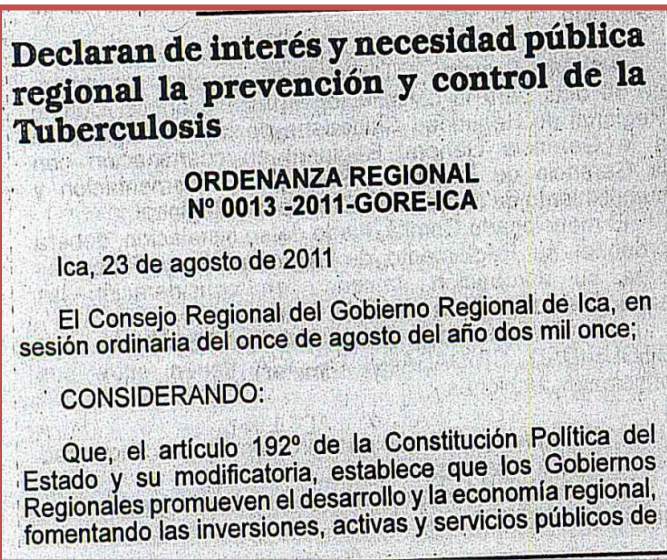 Declaran de interés y necesidad pública
regional la prevención y control de la
Tuberculosis
ORDENANZA REGIONAL
Nº 0013 -2011-GORE-ICA
Ica, 23 de agosto de 2011
El Consejo Regional del Gobierno Regional de Ica, en
sesión ordinaria del once de agosto del año dos mil once;
CONSIDERANDO:
Que, el artículo 192º de la Constitución Política del
Estado y su modificatoria, establece que los Gobiernos
Regionales promueven el desarrollo y la economía regional,
fomentando las inversiones, activas y servicios públicos de